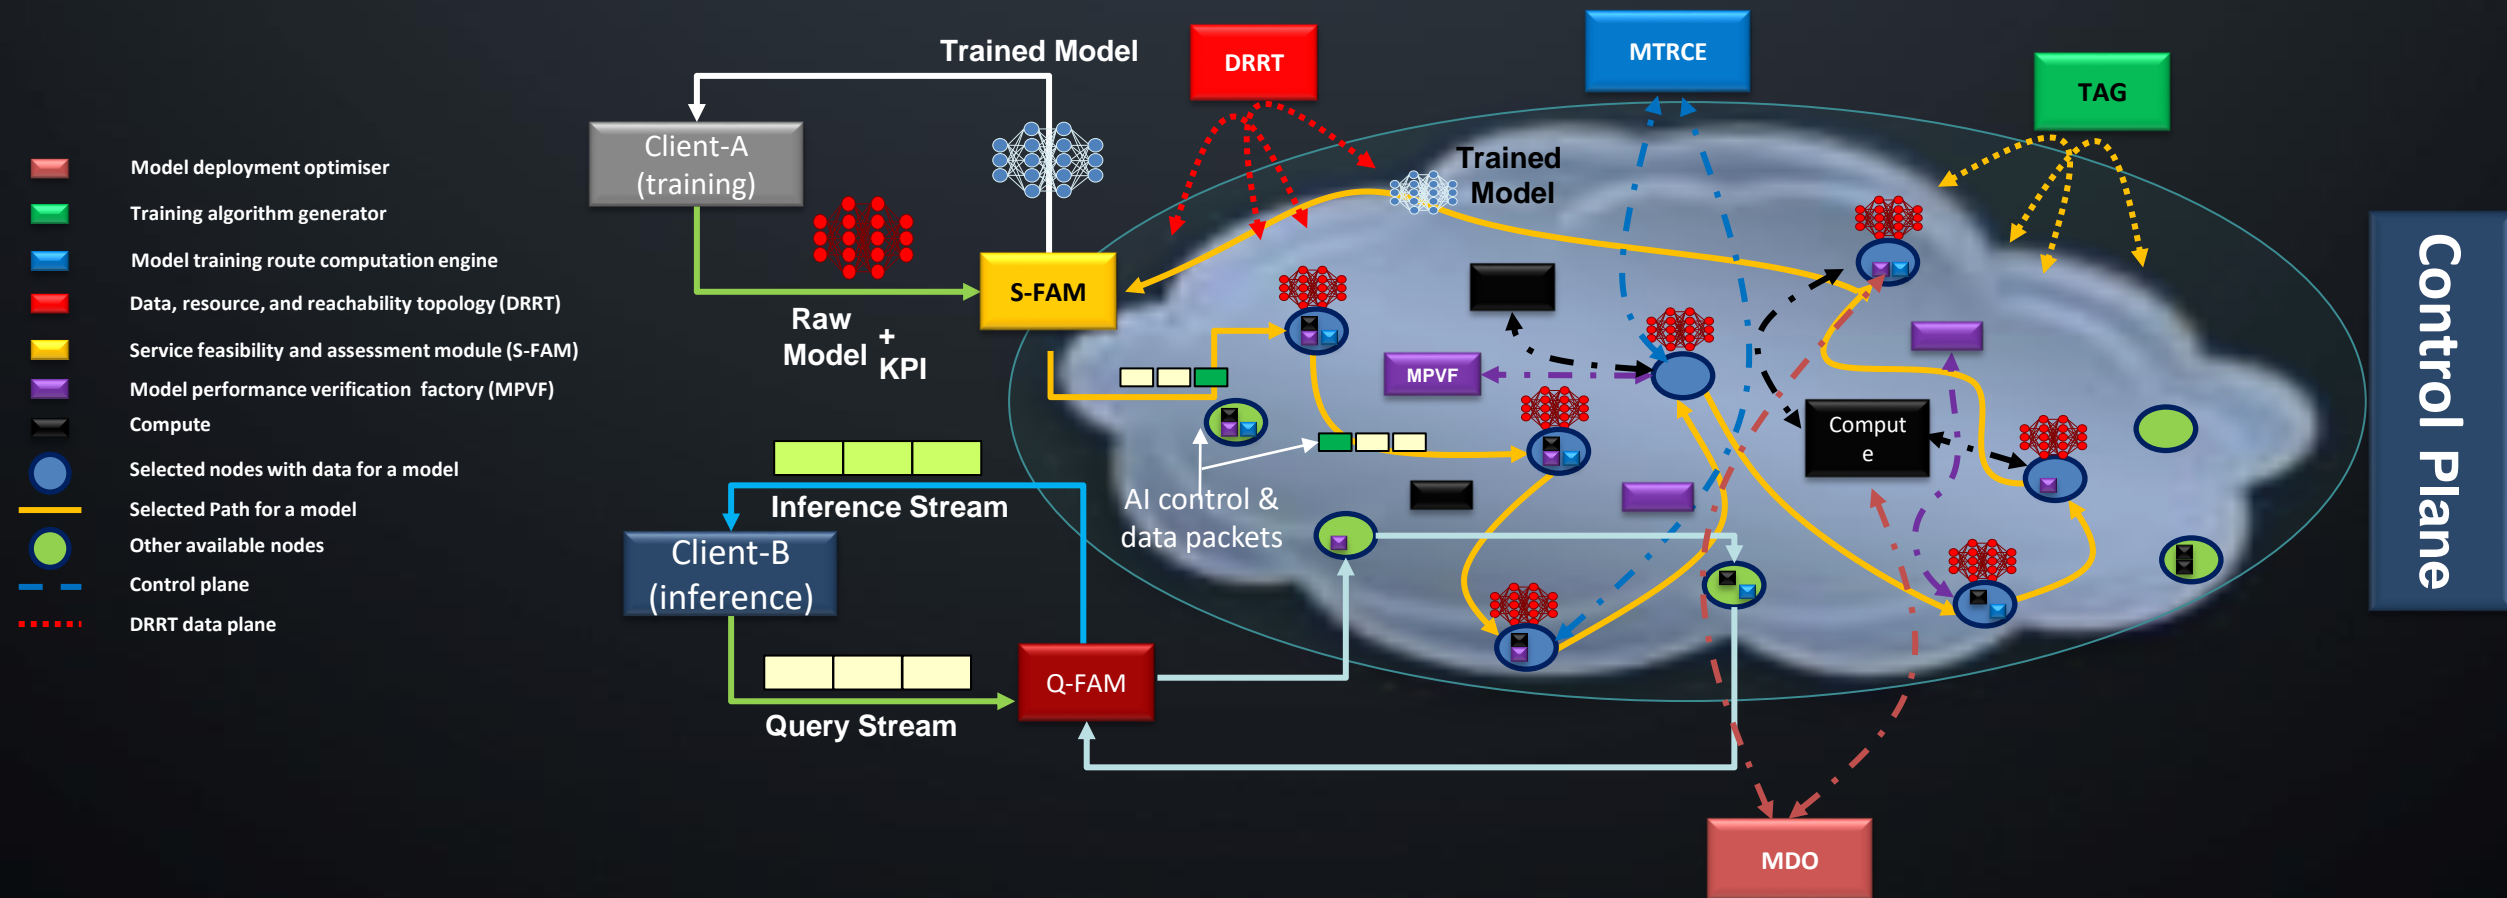 Model deployment optimiser
Training algorithm generator
Model training route computation engine
Data, resource, and reachability topology (DRRT)
Service feasibility and assessment module (S-FAM)
Model performance verification factory (MPVF)
Compute
Selected nodes with data for a model
Selected Path for a model
Other available nodes
Control plane
DRRT data plane
Trained Model
Client-A
(training)
Raw
Model
+
KPI
S-FAM
Inference Stream
Client-B
(inference)
Query Stream
Q-FAM
AI control &
data packets
DRRT
MTRCE
TAG
Trained
Model
MPVF
Comput
e
MDO
Control Plane